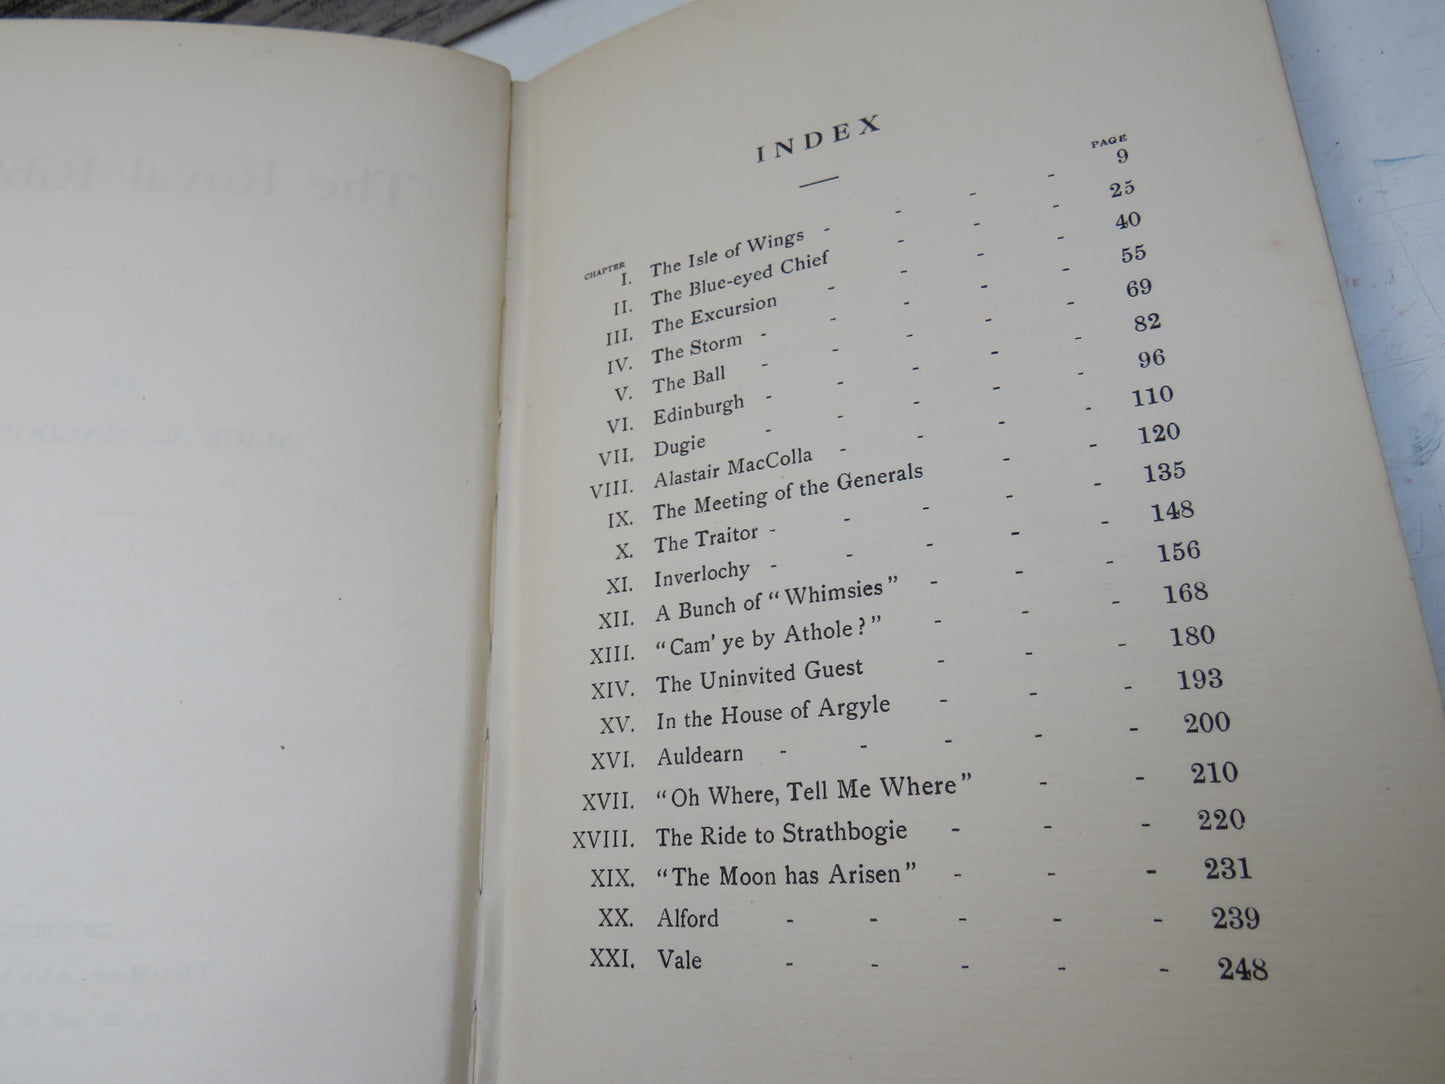 INDEX
CHAPTER PAGE
I. The Isle of Wings - - - - 9
II. The Blue-eyed Chief - - - 25
III. The Excursion - - - - 40
IV. The Storm - - - - - 55
V. The Ball - - - - - 69
VI. Edinburgh - - - - - 82
VII. Dugie - - - - - 96
VIII. Alastair MacColla - - - - 110
IX. The Meeting of the Generals - - 120
X. The Traitor - - - - - 135
XI. Inverlochy - - - - - 148
XII. A Bunch of "Whimsies" - - - 156
XIII. "Cam' ye by Athole?" - - - 168
XIV. The Uninvited Guest - - - 180
XV. In the House of Argyle - - - 193
XVI. Auldearn - - - - - 200
XVII. "Oh Where, Tell Me Where" - - 210
XVIII. The Ride to Strathbogie - - - 220
XIX. "The Moon has Arisen" - - - 231
XX. Alford - - - - - 239
XXI. Vale - - - - - 248